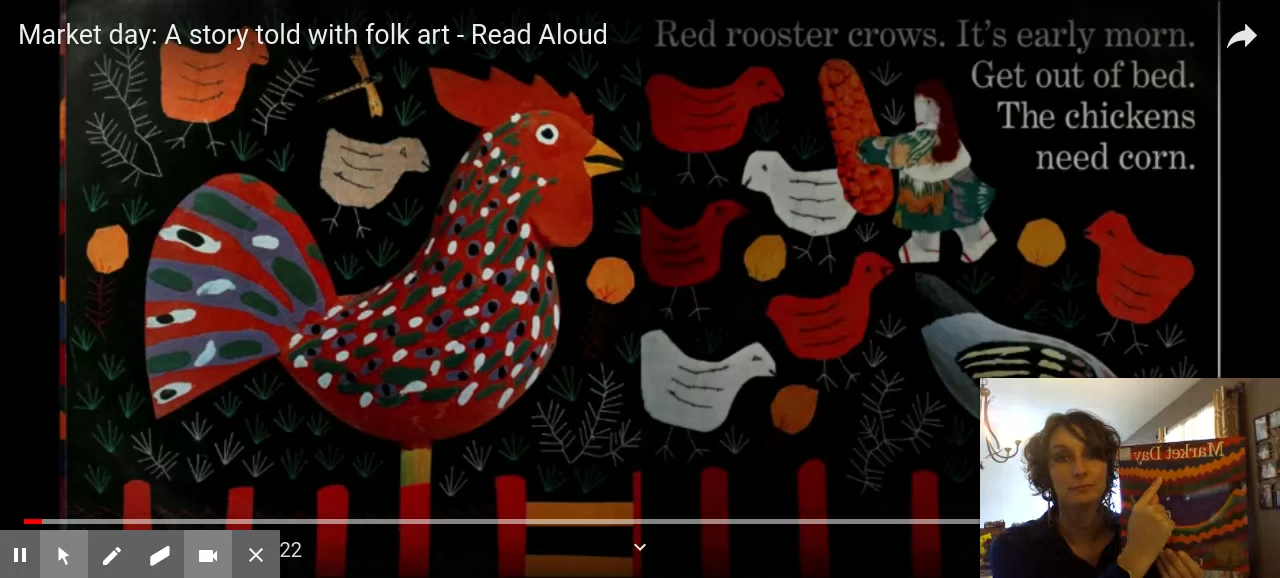 Market day: A story told with folk art - Read Aloud
Red rooster crows. It's early morn.
Get out of bed.
The chickens
need corn.
Market Day
22